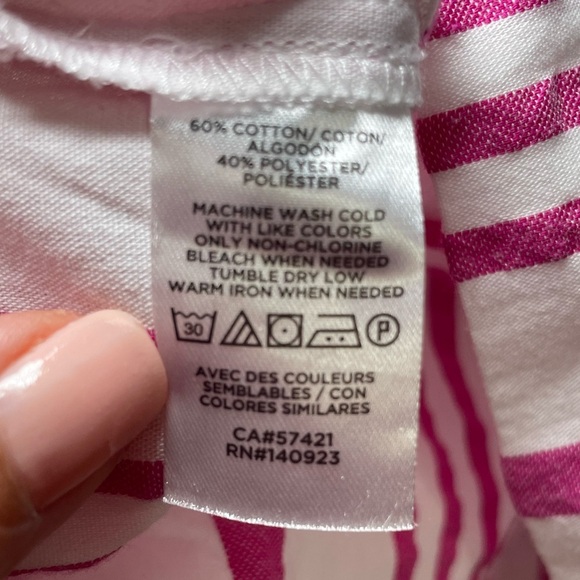 60% COTTON/ COTON/
ALGODÓN
40% POLYESTER/
POLIÉSTER
MACHINE WASH COLD
WITH LIKE COLORS
ONLY NON-CHLORINE
BLEACH WHEN NEEDED
TUMBLE DRY LOW
WARM IRON WHEN NEEDED
30 P
AVEC DES COULEURS
SEMBLABLES / CON
COLORES SIMILARES
CA#57421
RN#140923